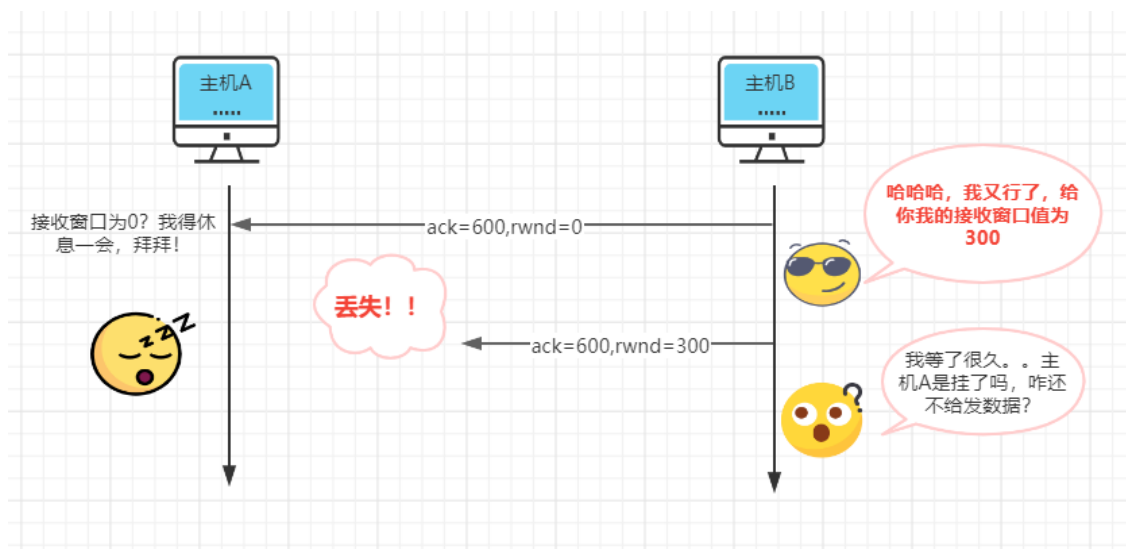 主机A
主机B
哈哈哈，我又行了，给
你我的接收窗口值为
300
接收窗口为0？我得休
息一会，拜拜！
ack=600,rwnd=0
丢失！！
ack=600,rwnd=300
我等了很久。。主
机A是挂了吗，咋还
不给发数据？